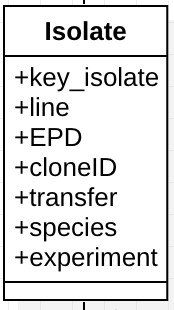 Isolate
+key_isolate
+line
+EPD
+cloneID
+transfer
+species
+experiment